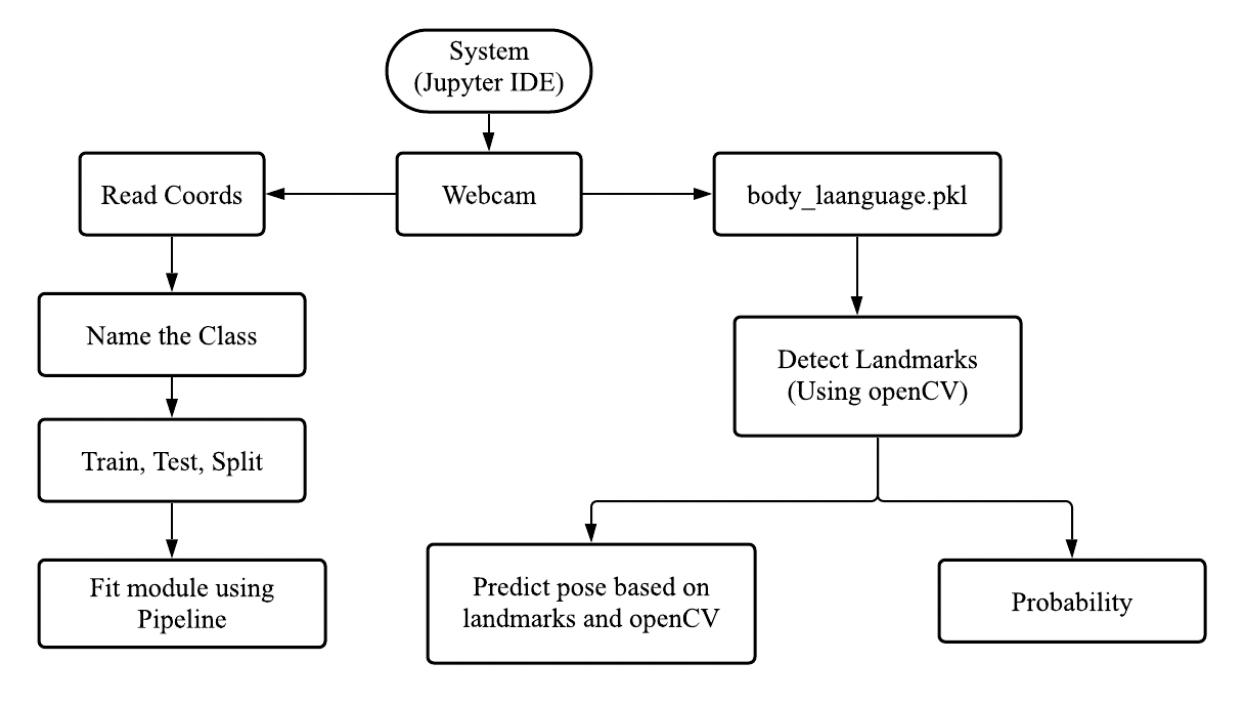 System
(Jupyter IDE)
Read Coords
Webcam
body_laanguage.pkl
Name the Class
Detect Landmarks
(Using openCV)
Train, Test, Split
Fit module using
Pipeline
Predict pose based on
landmarks and openCV
Probability